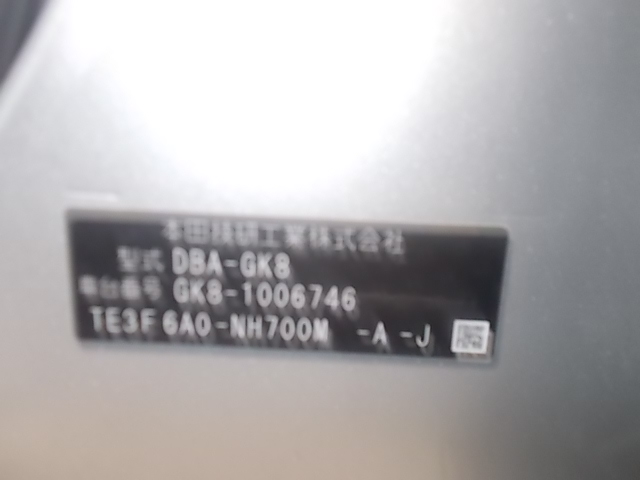 本田技研工業株式会社
型式 DBA-GK8
車台番号 GK8-1006746
TE3F 6A0-NH700M -A -J